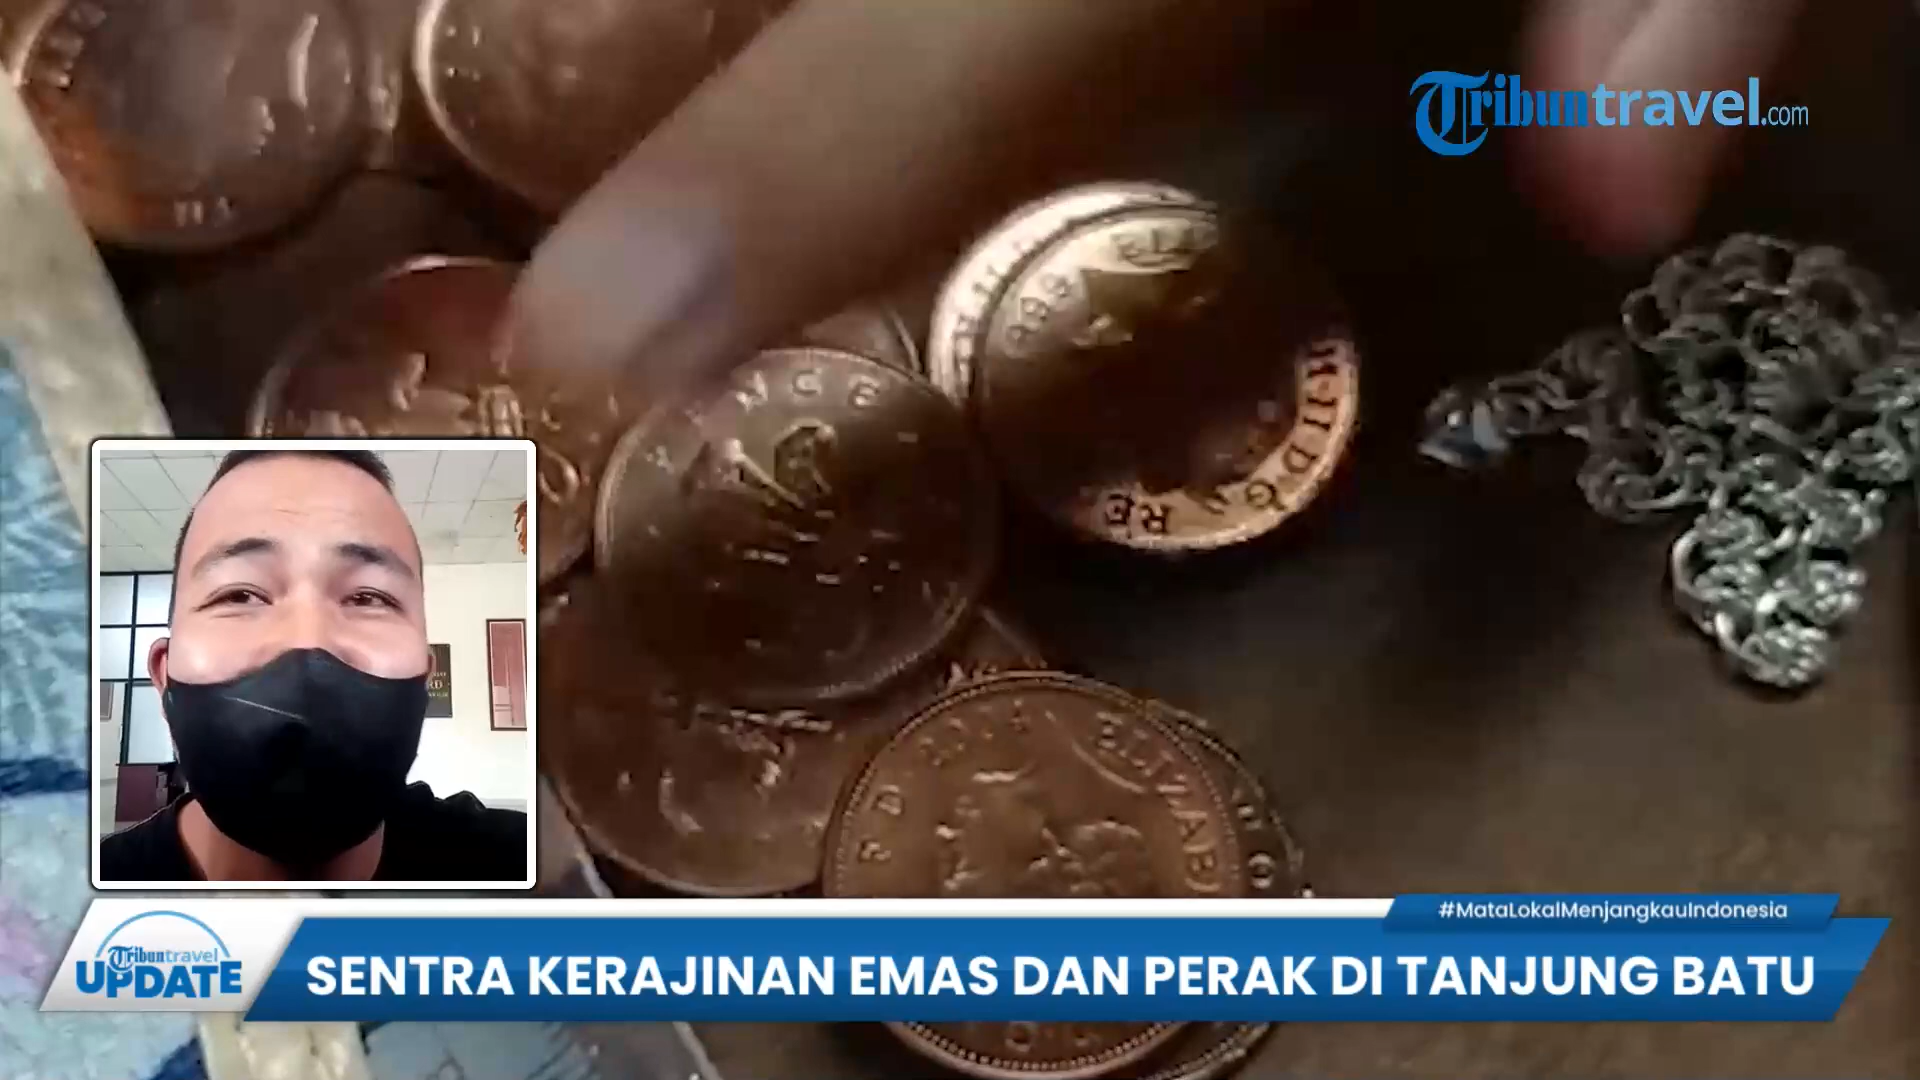 Tribuntravel.com
#MataLokalMenjangkauIndonesia
Tribuntravel
UPDATE
SENTRA KERAJINAN EMAS DAN PERAK DI TANJUNG BATU